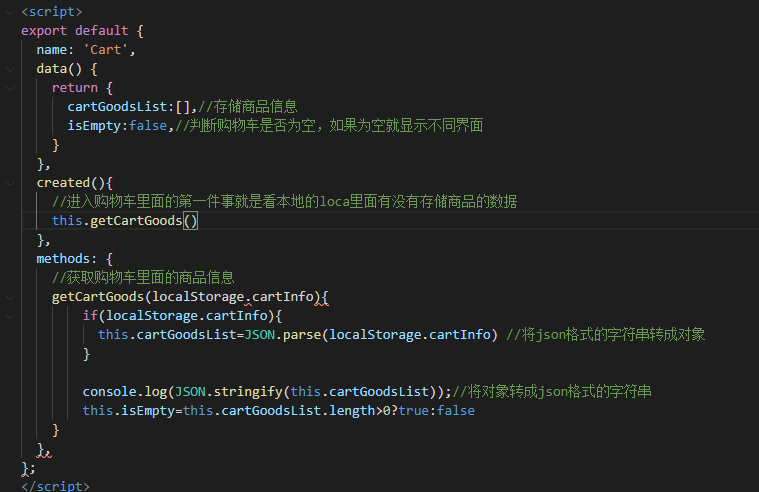 <script>
export default {
  name: 'Cart',
  data() {
    return {
      cartGoodsList:[],//存储商品信息
      isEmpty:false,//判断购物车是否为空，如果为空就显示不同界面
    }
  },
  created(){
    //进入购物车里面的第一件事就是看本地的loca里面有没有存储商品的数据
    this.getCartGoods()
  },
  methods: {
    //获取购物车里面的商品信息
    getCartGoods(localStorage.cartInfo){
        if(localStorage.cartInfo){
          this.cartGoodsList=JSON.parse(localStorage.cartInfo) //将json格式的字符串转成对象
        }

        console.log(JSON.stringify(this.cartGoodsList));//将对象转成json格式的字符串
        this.isEmpty=this.cartGoodsList.length>0?true:false
    }
  },
};
</script>